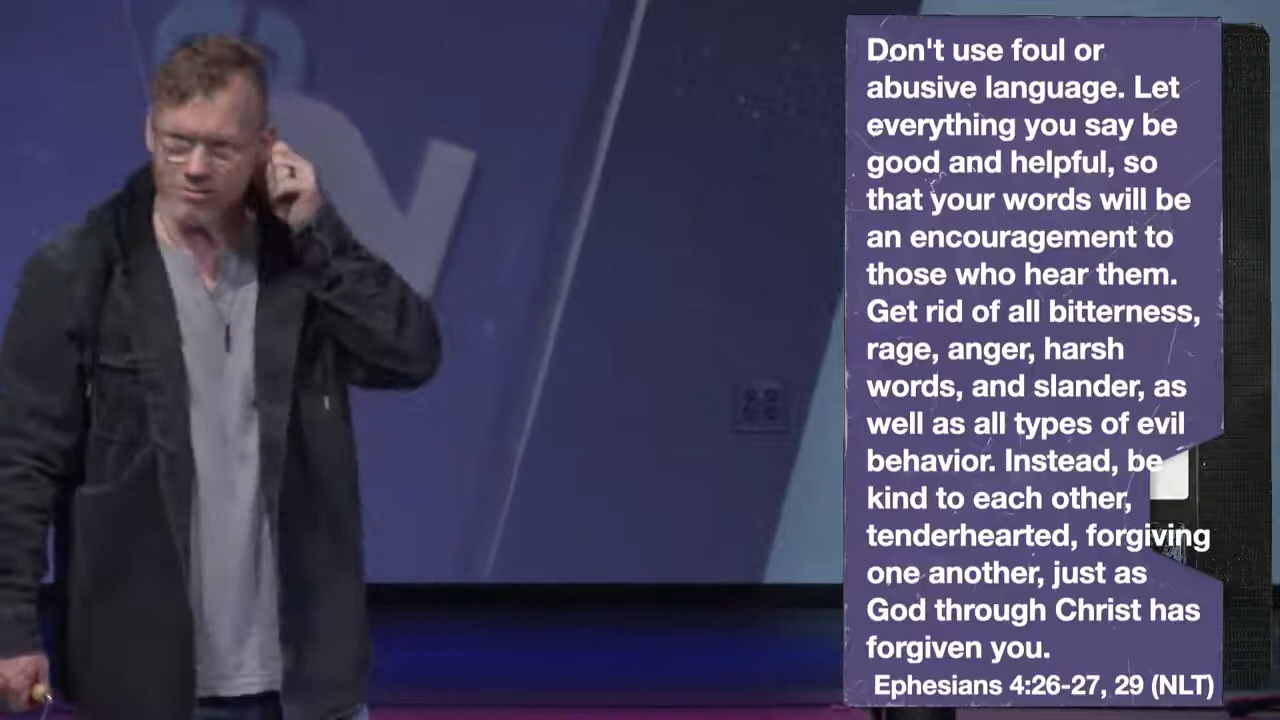 Don't use foul or
abusive language. Let
everything you say be
good and helpful, so
that your words will be
an encouragement to
those who hear them.
Get rid of all bitterness,
rage, anger, harsh
words, and slander, as
well as all types of evil
behavior. Instead, be
kind to each other,
tenderhearted, forgiving
one another, just as
God through Christ has
forgiven you.
Ephesians 4:26-27, 29 (NLT)